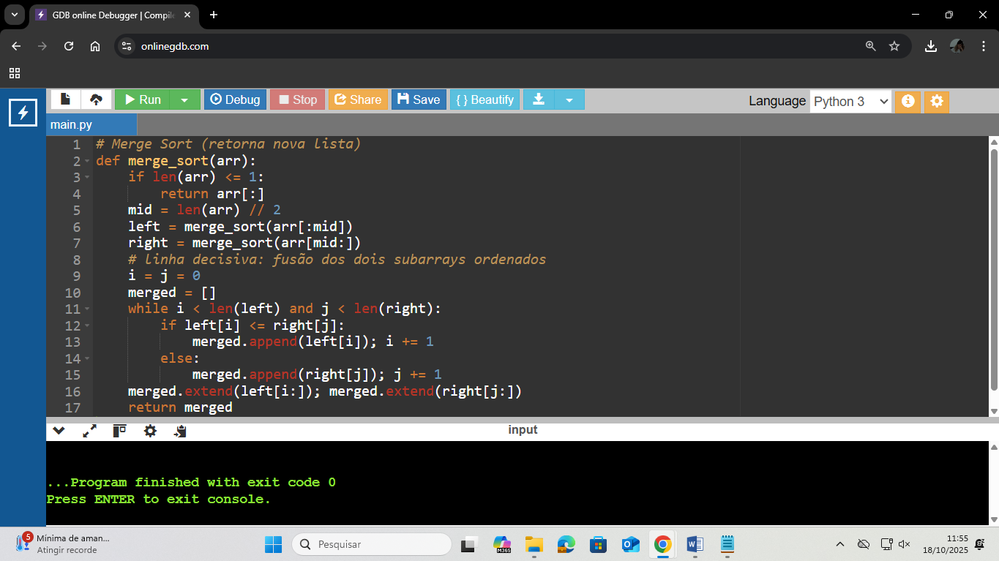 GDB online Debugger | Compile
onlinegdb.com
Run
Debug
Stop
Share
Save
{ } Beautify
Language
Python 3
main.py
1 # Merge Sort (retorna nova lista)
2 def merge_sort(arr):
3     if len(arr) <= 1:
4         return arr[:]
5     mid = len(arr) // 2
6     left = merge_sort(arr[:mid])
7     right = merge_sort(arr[mid:])
8     # linha decisiva: fusão dos dois subarrays ordenados
9     i = j = 0
10     merged = []
11     while i < len(left) and j < len(right):
12         if left[i] <= right[j]:
13             merged.append(left[i]); i += 1
14         else:
15             merged.append(right[j]); j += 1
16     merged.extend(left[i:]); merged.extend(right[j:])
17     return merged
input
...Program finished with exit code 0
Press ENTER to exit console.
5
Mínima de aman...
Atingir recorde
Pesquisar
M365
11:55
18/10/2025